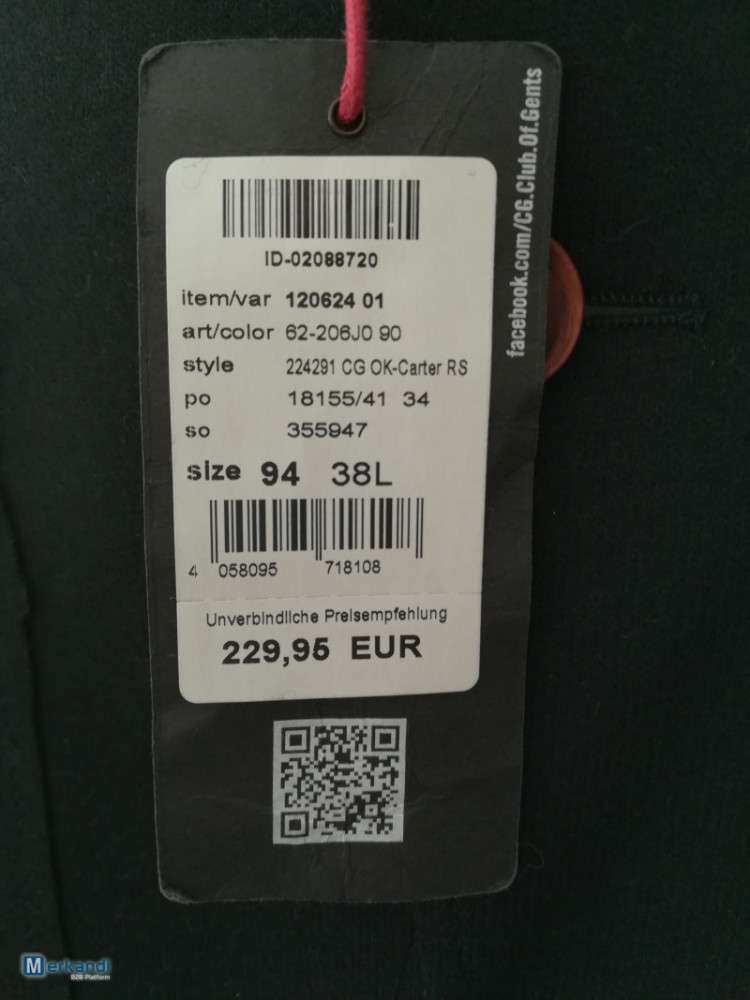 facebook.com/CG.Club.Of.Gents
ID-02088720
item/var 120624 01
art/color 62-206J0 90
style 224291 CG OK-Carter RS
po 18155/41 34
so 355947
size 94 38L
4 058095 718108
Unverbindliche Preisempfehlung
229,95 EUR
Merkandi
B2B Platform